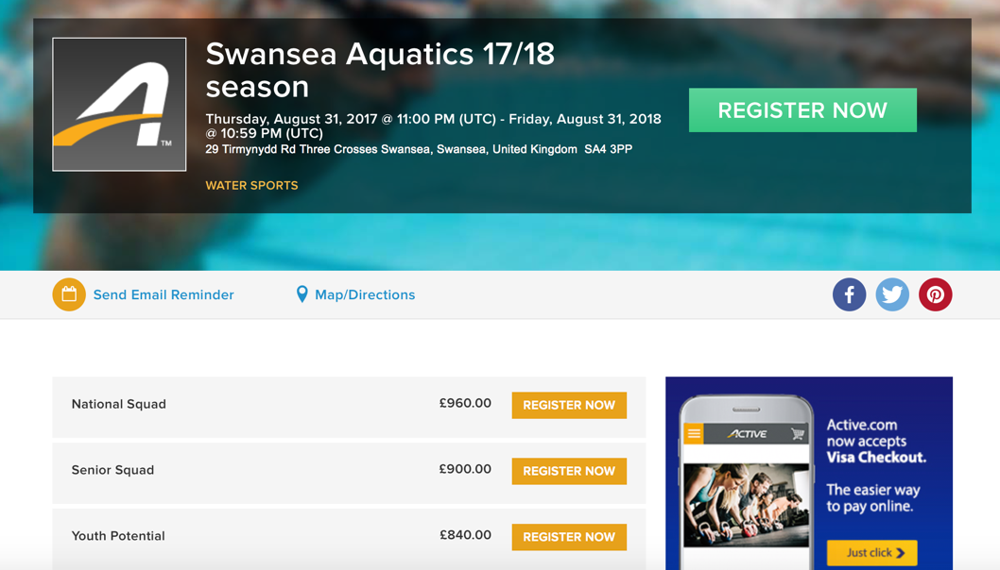 Swansea Aquatics 17/18
season
Thursday, August 31, 2017 @ 11:00 PM (UTC) - Friday, August 31, 2018
@ 10:59 PM (UTC)
29 Tirmynydd Rd Three Crosses Swansea, Swansea, United Kingdom SA4 3PP
WATER SPORTS
REGISTER NOW
TM
Send Email Reminder
Map/Directions
National Squad £960.00 REGISTER NOW
Senior Squad £900.00 REGISTER NOW
Youth Potential £840.00 REGISTER NOW
ACTIVE
Active.com
now accepts
Visa Checkout.
The easier way
to pay online.
Just click